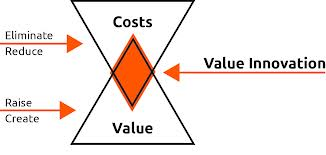 Costs
Eliminate
Reduce
Value Innovation
Raise
Create
Value